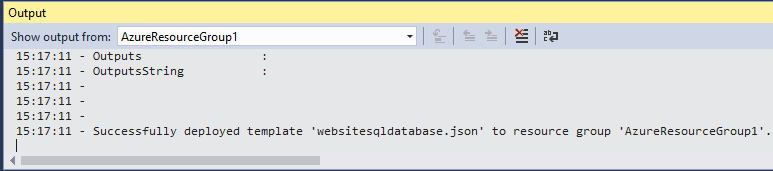 Output
Show output from: AzureResourceGroup1
15:17:11 - Outputs :
15:17:11 - OutputsString :
15:17:11 -
15:17:11 -
15:17:11 -
15:17:11 - Successfully deployed template 'websitesqldatabase.json' to resource group 'AzureResourceGroup1'.